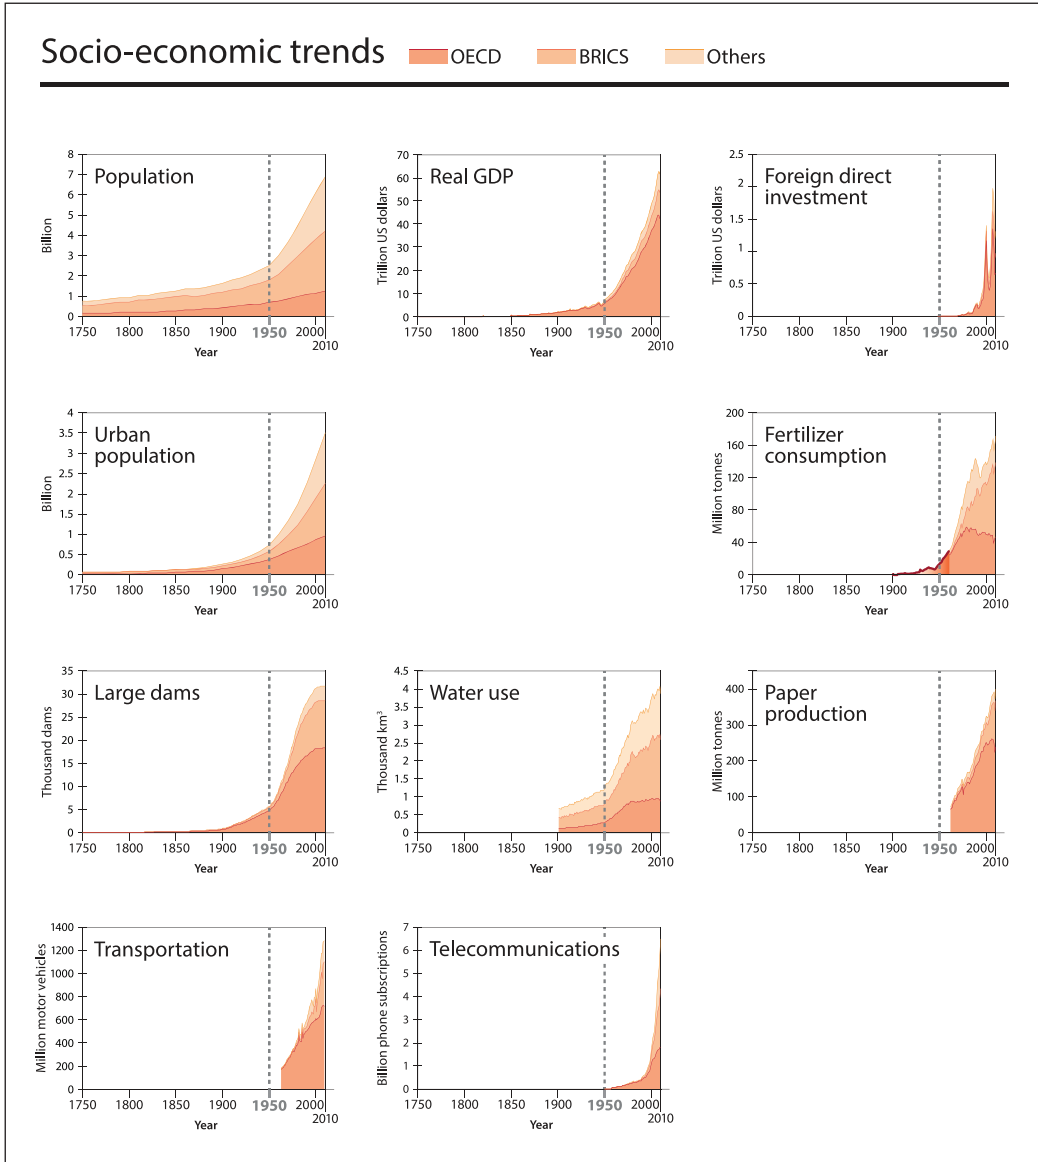 Socio-economic trends OECD BRICS Others
Population
Billion
8
7
6
5
4
3
2
1
0
1750 1800 1850 1900 1950 2000
2010
Year
Real GDP
Trillion US dollars
70
60
50
40
30
20
10
0
1750 1800 1850 1900 1950 2000
2010
Year
Foreign direct
investment
Trillion US dollars
2.5
2
1.5
1
0.5
0
1750 1800 1850 1900 1950 2000
2010
Year
Urban
population
Billion
4
3.5
3
2.5
2
1.5
1
0.5
0
1750 1800 1850 1900 1950 2000
2010
Year
Fertilizer
consumption
Million tonnes
200
160
120
80
40
0
1750 1800 1850 1900 1950 2000
2010
Year
Large dams
Thousand dams
35
30
25
20
15
10
5
0
1750 1800 1850 1900 1950 2000
2010
Year
Water use
Thousand km³
4.5
4
3.5
3
2.5
2
1.5
1
0.5
0
1750 1800 1850 1900 1950 2000
2010
Year
Paper
production
Million tonnes
400
300
200
100
0
1750 1800 1850 1900 1950 2000
2010
Year
Transportation
Million motor vehicles
1400
1200
1000
800
600
400
200
0
1750 1800 1850 1900 1950 2000
2010
Year
Telecommunications
Billion phone subscriptions
7
6
5
4
3
2
1
0
1750 1800 1850 1900 1950 2000
2010
Year